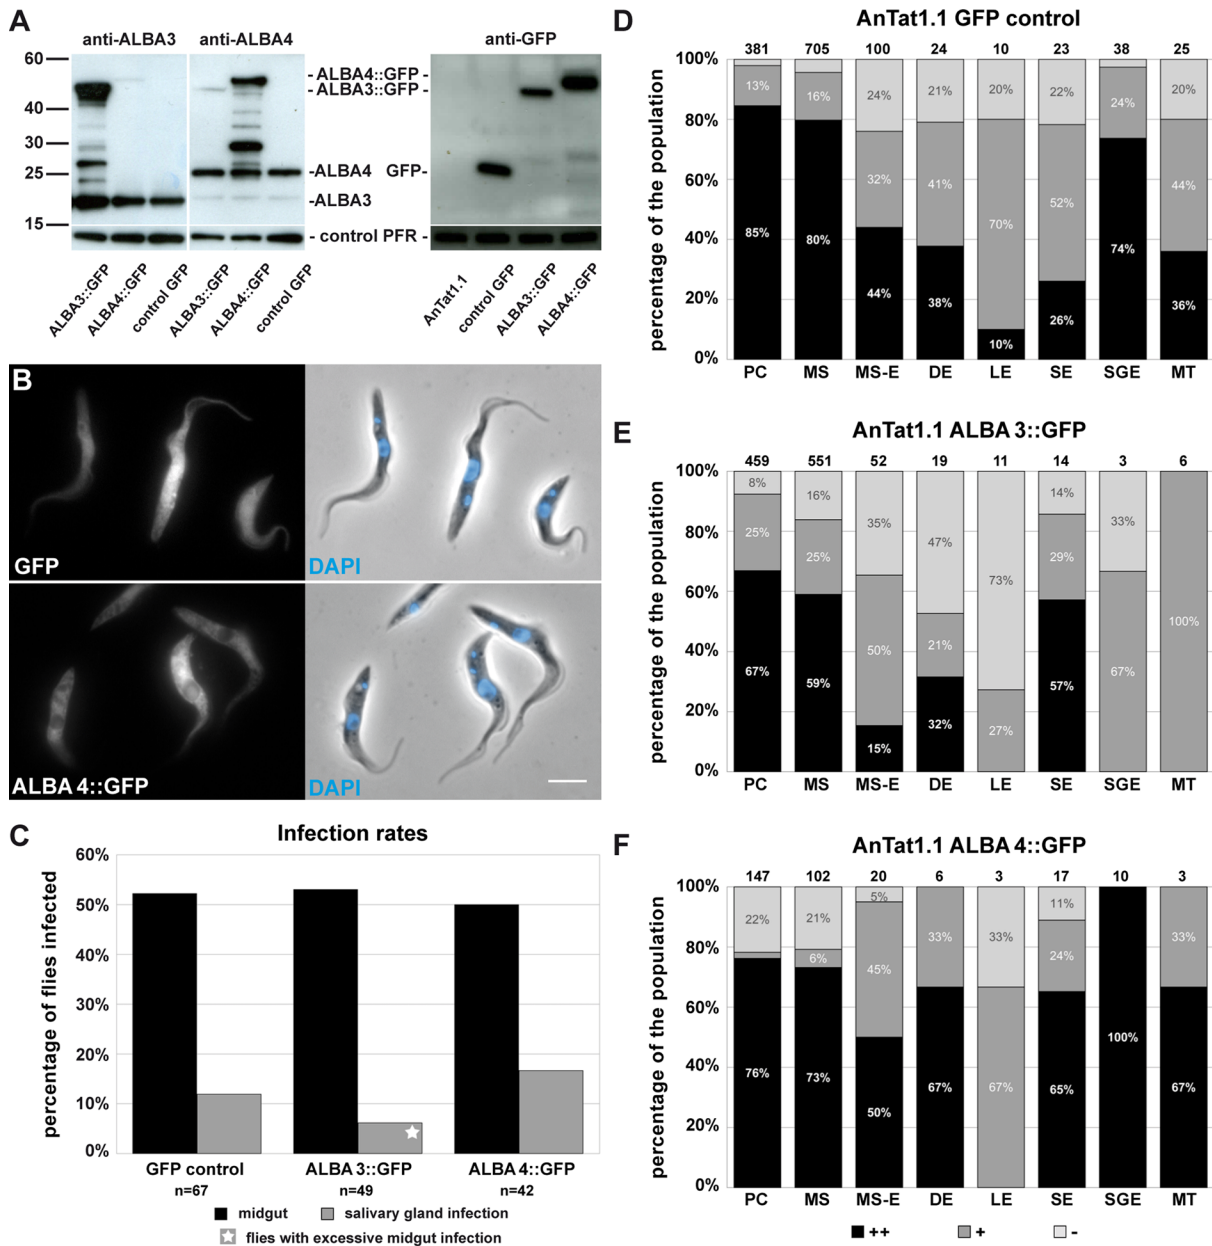 A
anti-ALBA3
anti-ALBA4
anti-GFP
60
40
30
25
15
- ALBA4::GFP -
- ALBA3::GFP -
-ALBA4 GFP-
-ALBA3
- control PFR -
ALBA3::GFP
ALBA4::GFP
control GFP
ALBA3::GFP
ALBA4::GFP
control GFP
AnTat1.1
control GFP
ALBA3::GFP
ALBA4::GFP
B
GFP
DAPI
ALBA 4::GFP
DAPI
C
Infection rates
percentage of flies infected
60%
50%
40%
30%
20%
10%
0%
GFP control
ALBA 3::GFP
ALBA 4::GFP
n=67
n=49
n=42
midgut
salivary gland infection
flies with excessive midgut infection
D
AnTat1.1 GFP control
percentage of the population
381 705 100 24 10 23 38 25
100%
80%
60%
40%
20%
0%
13% 16% 24% 21% 20% 22% 24% 20%
32% 41% 70% 52% 44%
85% 80% 44% 38% 10% 26% 74% 36%
PC MS MS-E DE LE SE SGE MT
E
AnTat1.1 ALBA 3::GFP
percentage of the population
459 551 52 19 11 14 3 6
100%
80%
60%
40%
20%
0%
8% 16% 35% 47% 73% 14% 33% 100%
25% 25% 50% 21% 27% 29% 67%
67% 59% 15% 32% 57%
PC MS MS-E DE LE SE SGE MT
F
AnTat1.1 ALBA 4::GFP
percentage of the population
147 102 20 6 3 17 10 3
100%
80%
60%
40%
20%
0%
22% 21% 5% 33% 33% 11% 100% 33%
6% 45% 67% 24%
76% 73% 50% 67% 65% 67%
PC MS MS-E DE LE SE SGE MT
++
+
-